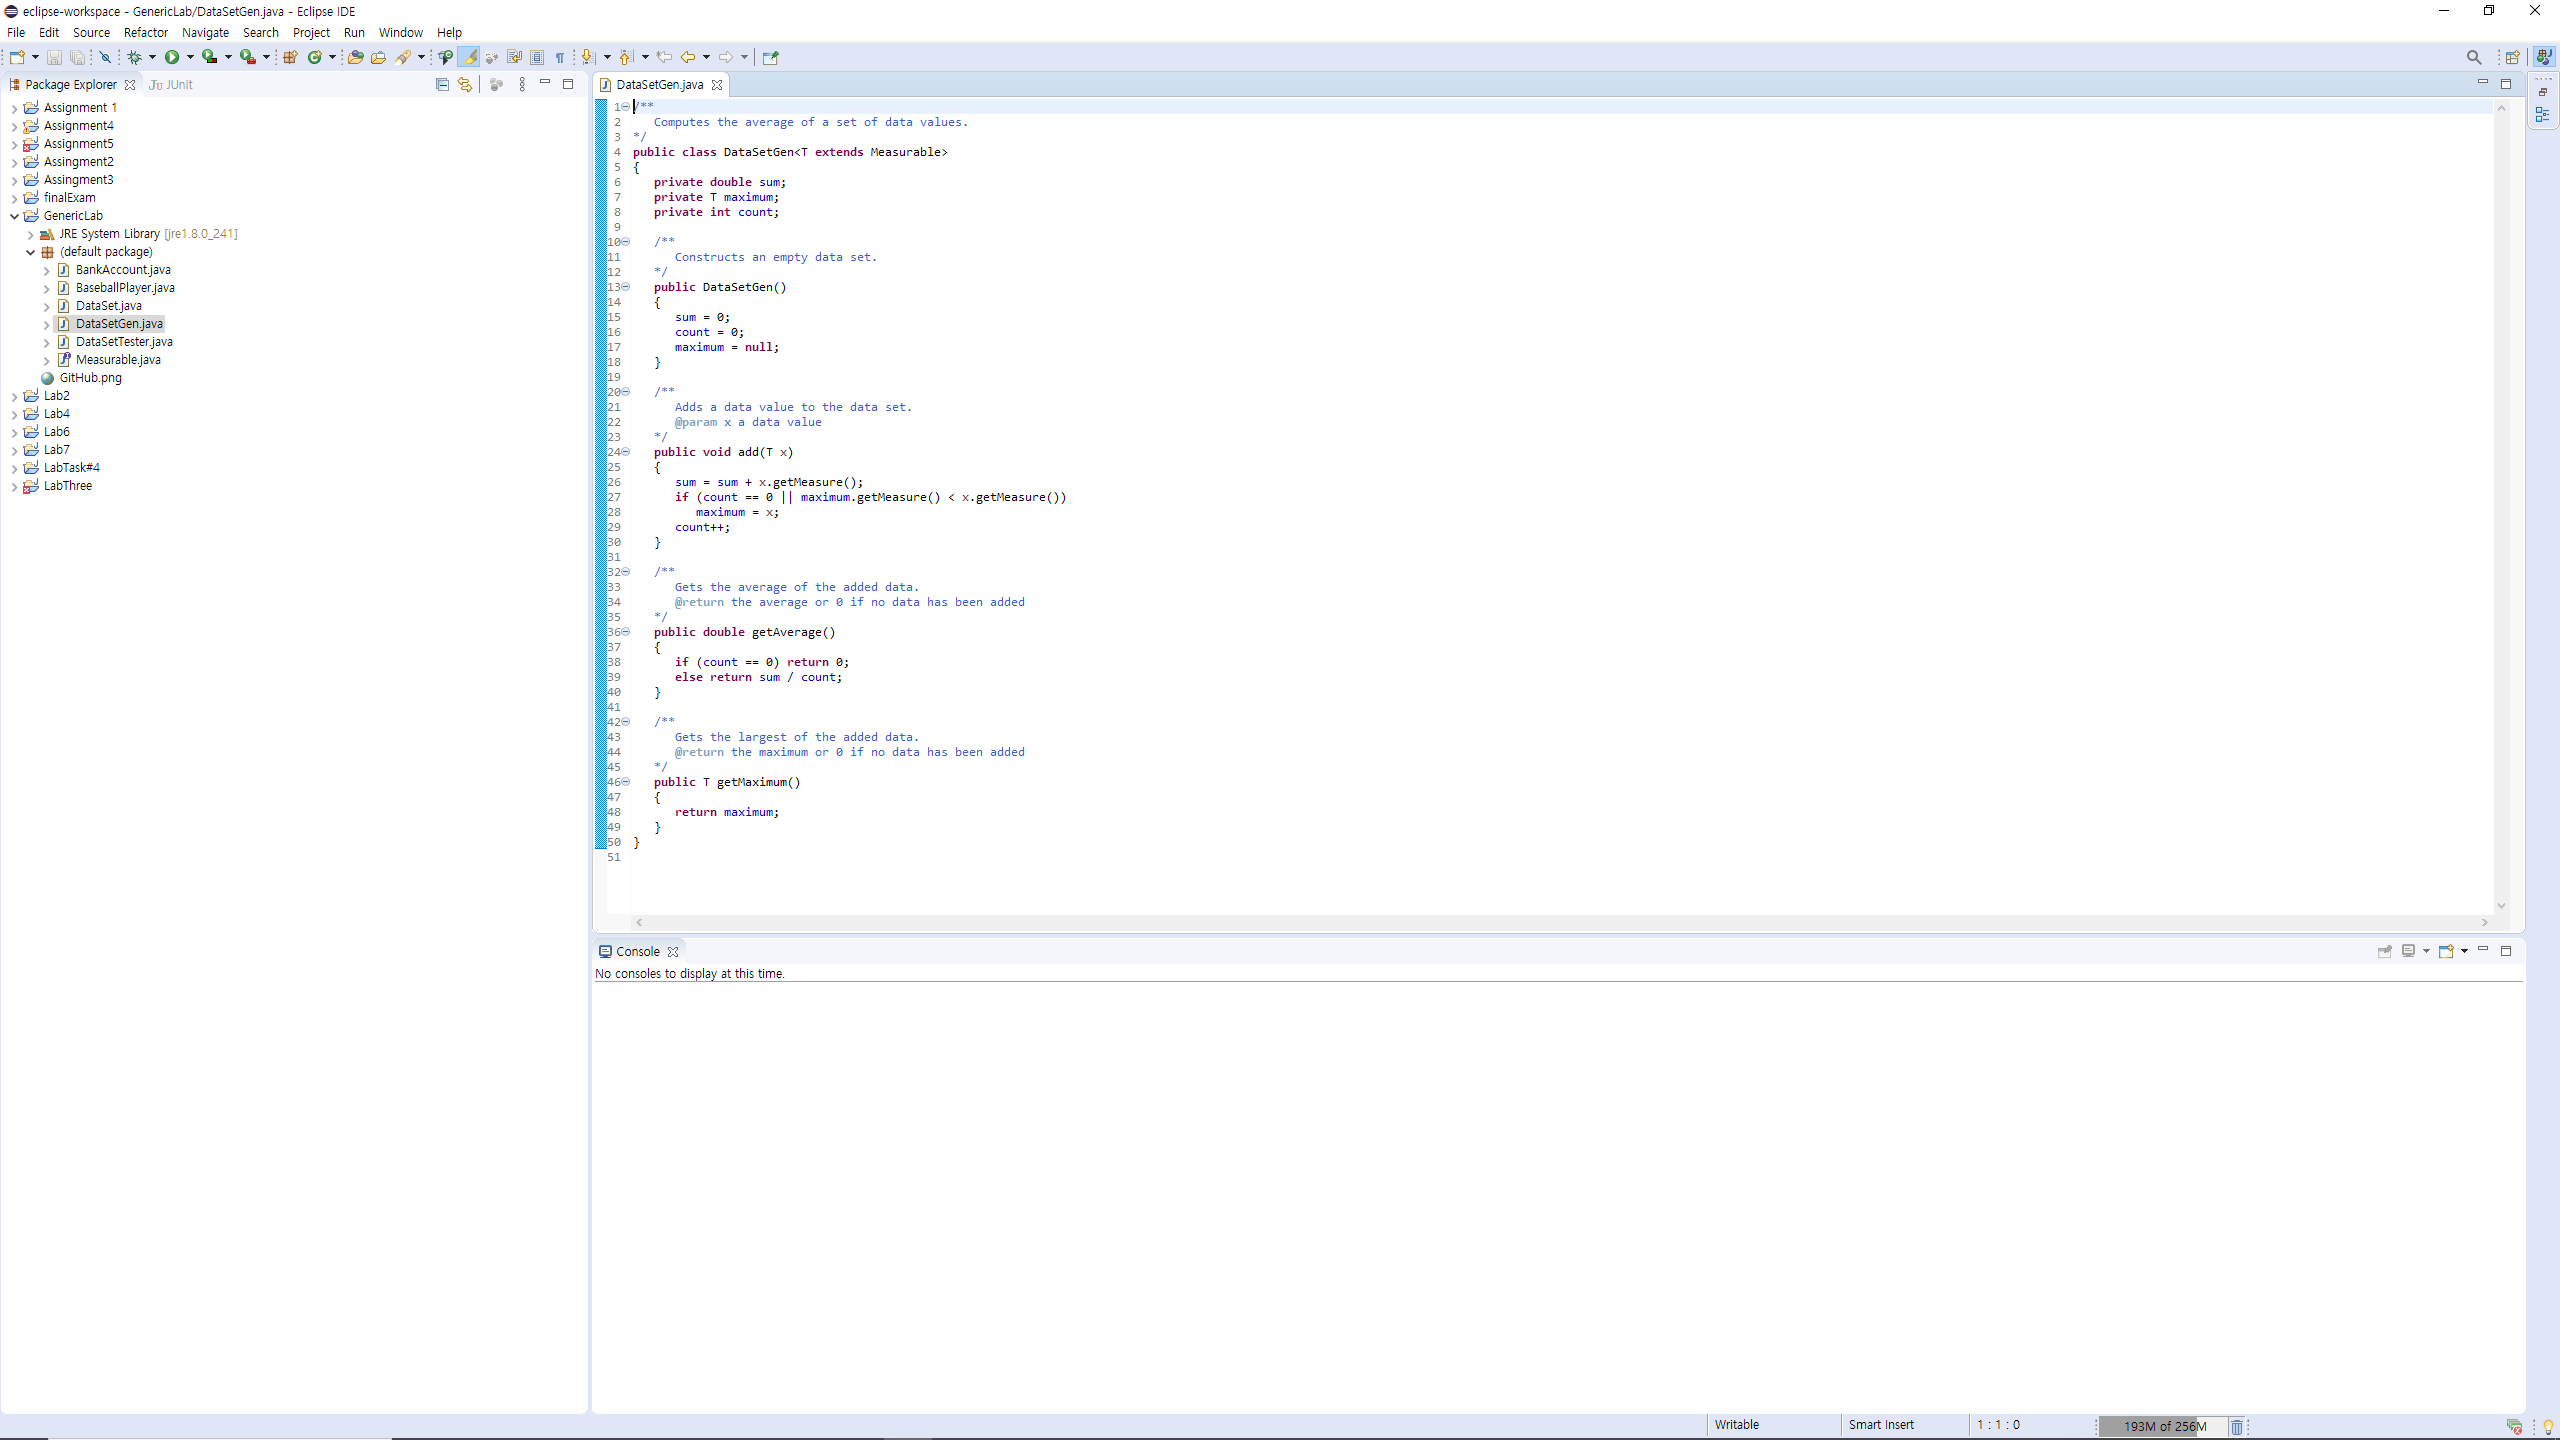 eclipse-workspace - GenericLab/DataSetGen.java - Eclipse IDE
File Edit Source Refactor Navigate Search Project Run Window Help
Package Explorer
JUnit
Assignment 1
Assignment4
Assignment5
Assingment2
Assingment3
finalExam
GenericLab
JRE System Library [jre1.8.0_241]
(default package)
BankAccount.java
BaseballPlayer.java
DataSet.java
DataSetGen.java
DataSetTester.java
Measurable.java
GitHub.png
Lab2
Lab4
Lab6
Lab7
LabTask#4
LabThree
DataSetGen.java
1 /**
2    Computes the average of a set of data values.
3 */
4 public class DataSetGen<T extends Measurable>
5 {
6    private double sum;
7    private T maximum;
8    private int count;
9
10    /**
11       Constructs an empty data set.
12    */
13    public DataSetGen()
14    {
15       sum = 0;
16       count = 0;
17       maximum = null;
18    }
19
20    /**
21       Adds a data value to the data set.
22       @param x a data value
23    */
24    public void add(T x)
25    {
26       sum = sum + x.getMeasure();
27       if (count == 0 || maximum.getMeasure() < x.getMeasure())
28          maximum = x;
29       count++;
30    }
31
32    /**
33       Gets the average of the added data.
34       @return the average or 0 if no data has been added
35    */
36    public double getAverage()
37    {
38       if (count == 0) return 0;
39       else return sum / count;
40    }
41
42    /**
43       Gets the largest of the added data.
44       @return the maximum or 0 if no data has been added
45    */
46    public T getMaximum()
47    {
48       return maximum;
49    }
50 }
51
Console
No consoles to display at this time.
Writable
Smart Insert
1 : 1 : 0
193M of 256M